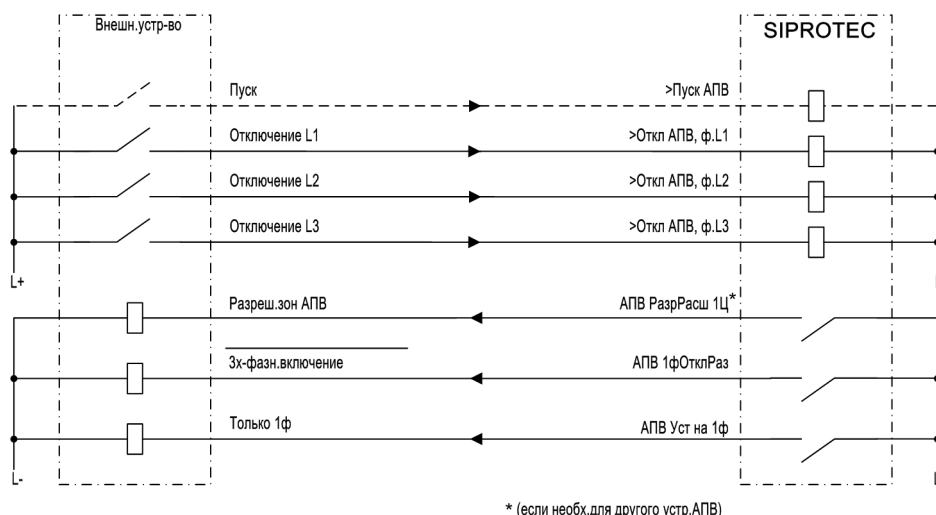 Внешн.устр-во
SIPROTEC
Пуск
>Пуск АПВ
Отключение L1
>Откл АПВ, ф.L1
Отключение L2
>Откл АПВ, ф.L2
Отключение L3
>Откл АПВ, ф.L3
L+
Разреш.зон АПВ
АПВ РазрРасш 1Ц*
3х-фазн.включение
АПВ 1фОтклРаз
Только 1ф
АПВ Уст на 1ф
L-
* (если необх.для другого устр.АПВ)